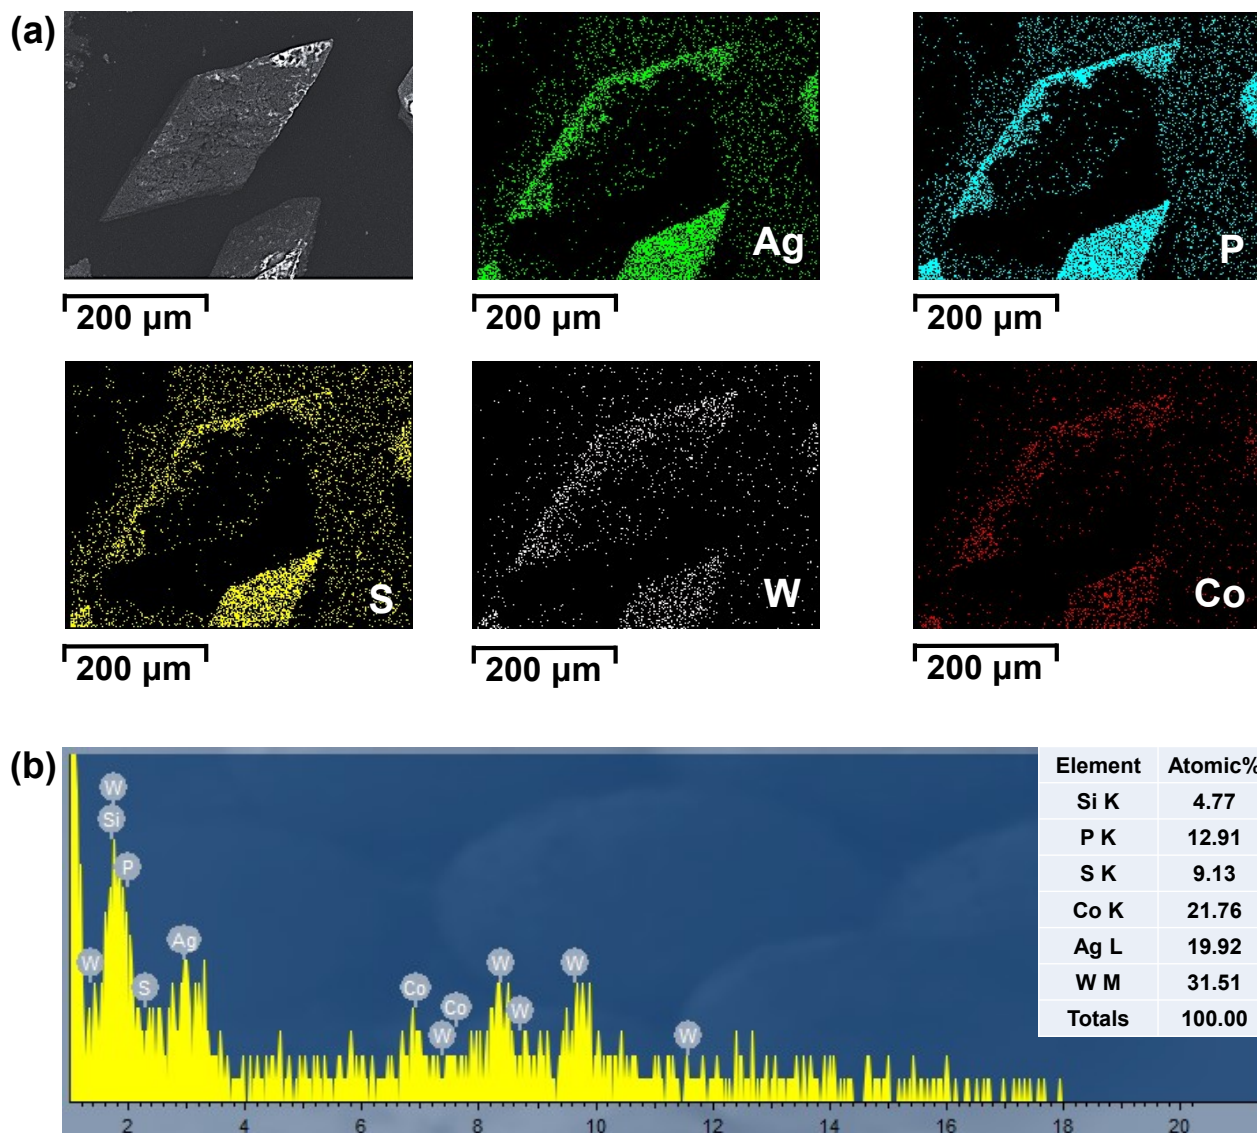 (a)
Ag
P
200 µm
200 µm
200 µm
S
W
Co
200 µm
200 µm
200 µm
(b)
Element Atomic%
Si K 4.77
P K 12.91
S K 9.13
Co K 21.76
Ag L 19.92
W M 31.51
Totals 100.00
W
Si
P
Ag
W
S
Co
Co
W
W
W
W
W
2 4 6 8 10 12 14 16 18 20